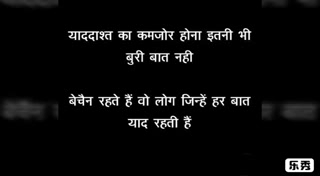 याददाश्त का कमजोर होना इतनी भी
बुरी बात नही
बेचैन रहते हैं वो लोग जिन्हें हर बात
याद रहती हैं
乐秀